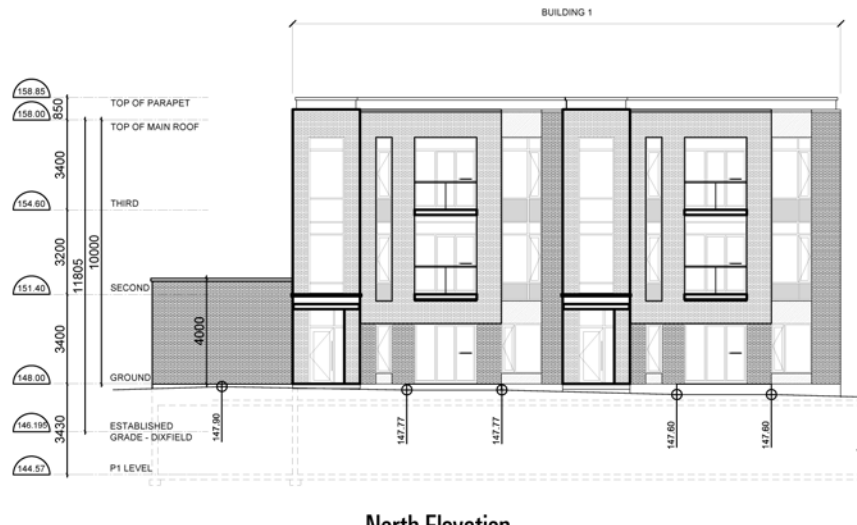 BUILDING 1
158.85
TOP OF PARAPET
850
158.00
TOP OF MAIN ROOF
3400
154.60
THIRD
3200
11805
10000
151.40
SECOND
3400
4000
148.00
GROUND
146.195
ESTABLISHED
GRADE - DIXFIELD
3430
147.90
147.77
147.77
147.60
147.60
144.57
P1 LEVEL
North Elevation